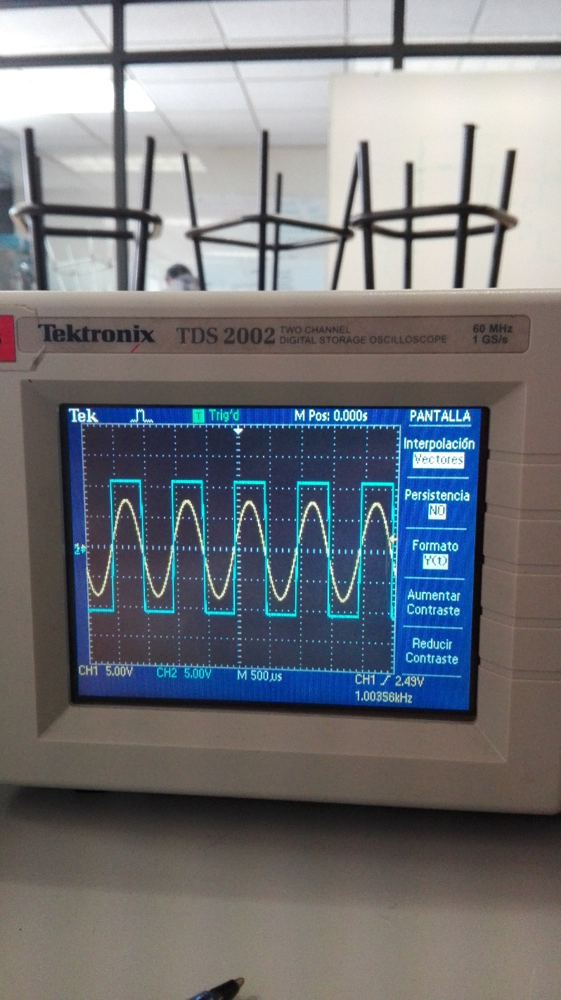 Tektronix TDS 2002 TWO CHANNEL DIGITAL STORAGE OSCILLOSCOPE 60 MHz 1 GS/s
Tek Trig'd M Pos: 0.000s PANTALLA
Interpolación
Vectores
Persistencia
NO
Formato
Y(t)
Aumentar
Contraste
Reducir
Contraste
2
CH1 5.00V CH2 5.00V M 500µs CH1 2.49V
1.00356kHz